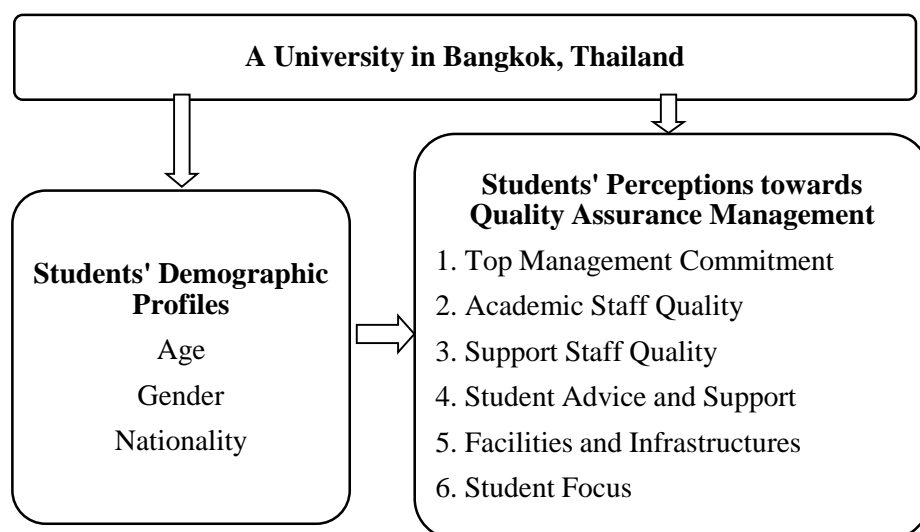 A University in Bangkok, Thailand
Students' Demographic
Profiles
Age
Gender
Nationality
Students' Perceptions towards
Quality Assurance Management
1. Top Management Commitment
2. Academic Staff Quality
3. Support Staff Quality
4. Student Advice and Support
5. Facilities and Infrastructures
6. Student Focus